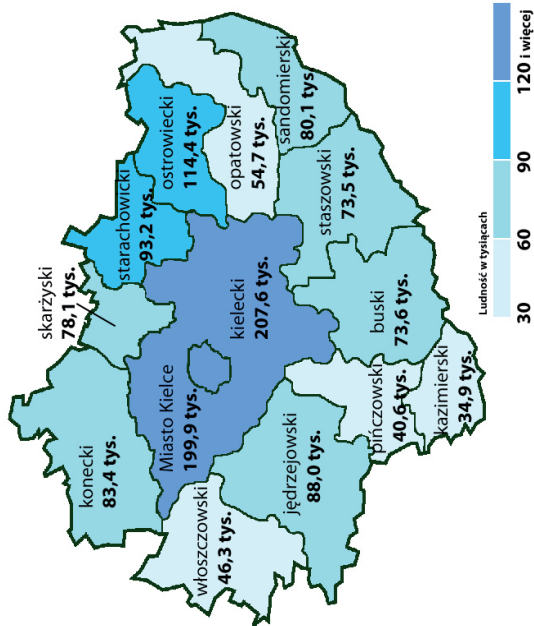 skarżyski
78,1 tys.
konecki
83,4 tys.
starachowicki
93,2 tys.
ostrowiecki
114,4 tys.
opatowski
54,7 tys.
sandomierski
80,1 tys.
Miasto Kielce
199,9 tys.
kielecki
207,6 tys.
staszowski
73,5 tys.
włoszczowski
46,3 tys.
jędrzejowski
88,0 tys.
pińczowski
40,6 tys.
buski
73,6 tys.
kazimierski
34,9 tys.
Ludność w tysiącach
30 60 90 120 i więcej